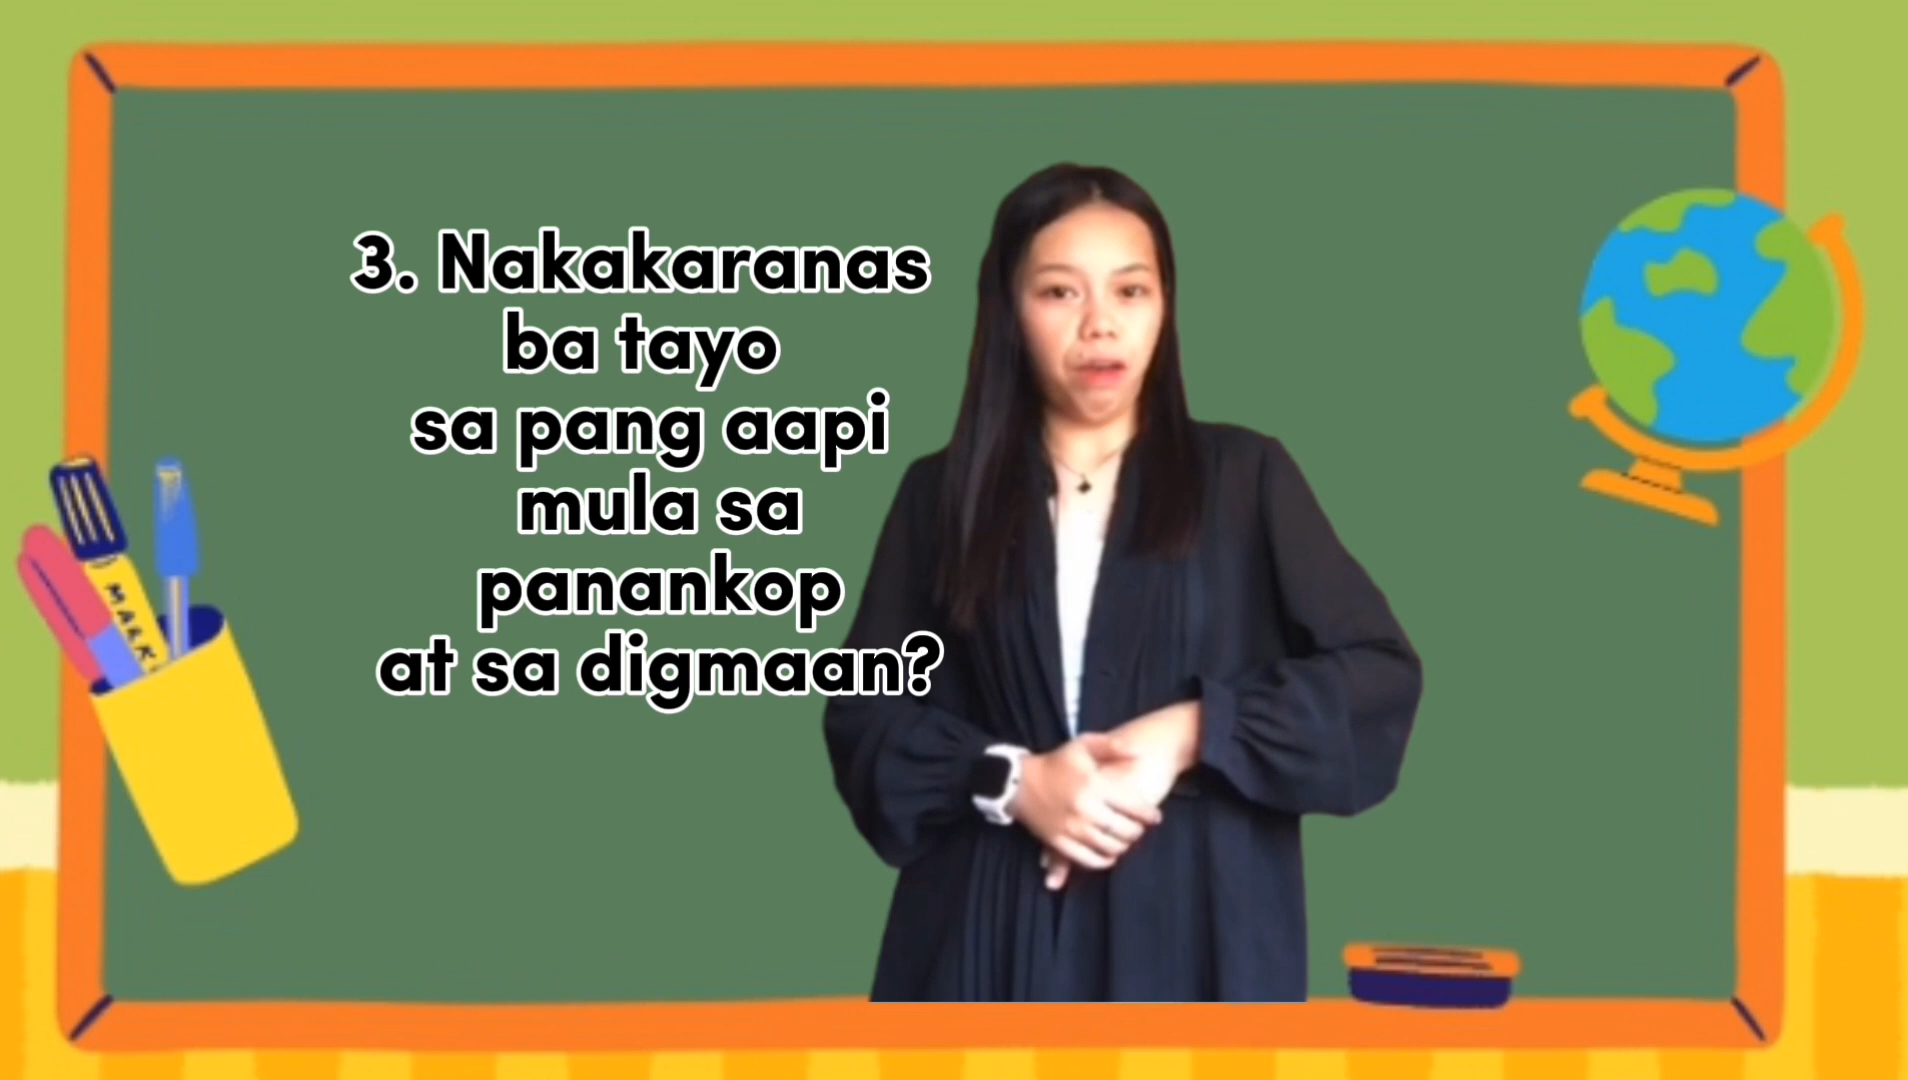 3. Nakakaranas
ba tayo
sa pang aapi
mula sa
panankop
at sa digmaan?